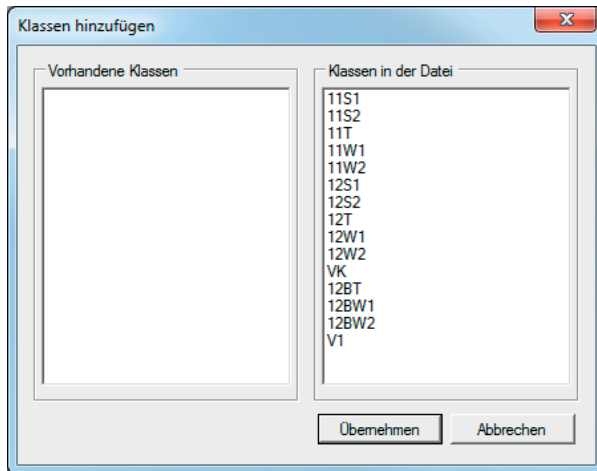 Klassen hinzufügen
Vorhandene Klassen
Klassen in der Datei
11S1
11S2
11T
11W1
11W2
12S1
12S2
12T
12W1
12W2
VK
12BT
12BW1
12BW2
V1
Übernehmen
Abbrechen